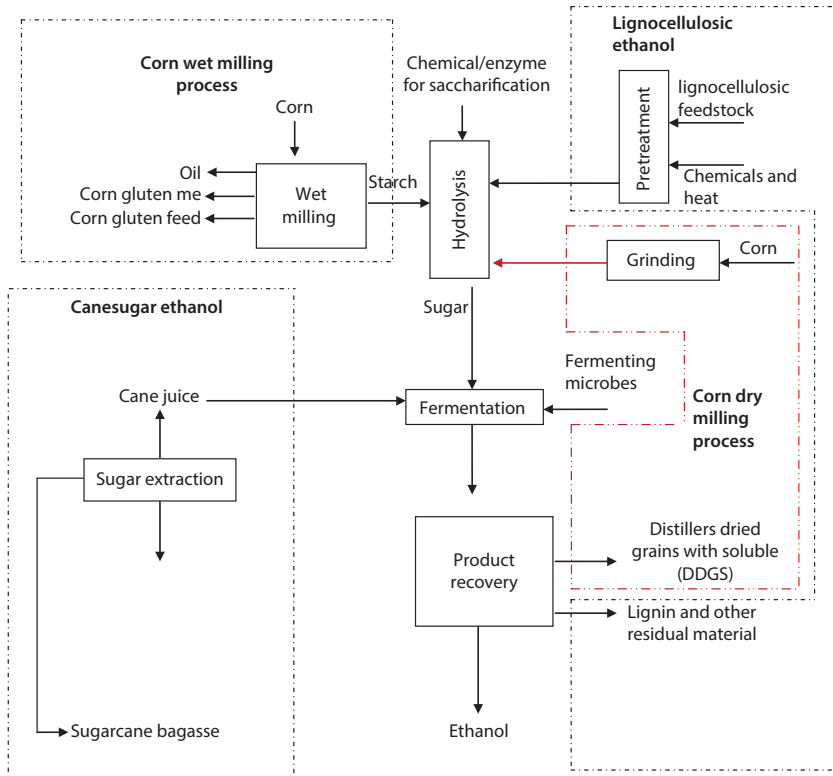 Corn wet milling
process
Corn
Oil
Corn gluten me
Corn gluten feed
Wet
milling
Starch
Chemical/enzyme
for saccharification
Hydrolysis
Lignocellulosic
ethanol
Pretreatment
lignocellulosic
feedstock
Chemicals and
heat
Grinding
Corn
Sugar
Canesugar ethanol
Cane juice
Sugar extraction
Sugarcane bagasse
Fermentation
Fermenting
microbes
Corn dry
milling
process
Product
recovery
Distillers dried
grains with soluble
(DDGS)
Lignin and other
residual material
Ethanol